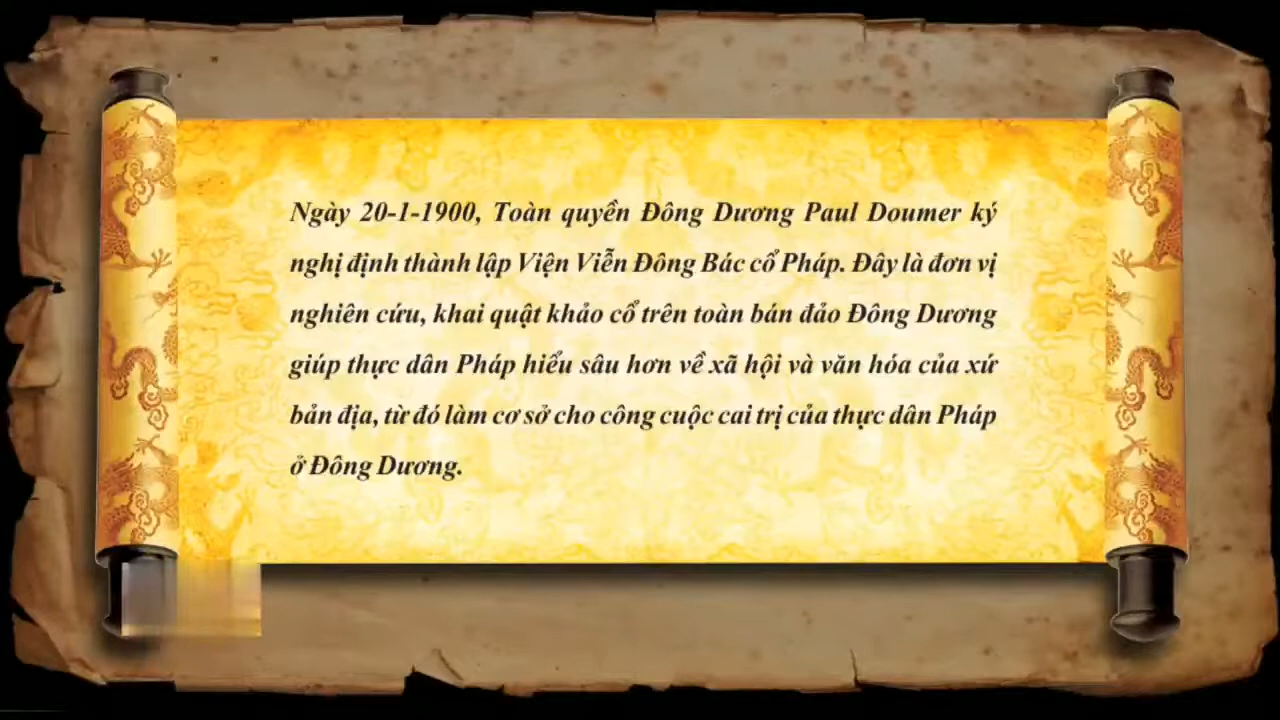 Ngày 20-1-1900, Toàn quyền Đông Dương Paul Doumer ký
nghị định thành lập Viện Viễn Đông Bác cổ Pháp. Đây là đơn vị
nghiên cứu, khai quật khảo cổ trên toàn bán đảo Đông Dương
giúp thực dân Pháp hiểu sâu hơn về xã hội và văn hóa của xứ
bản địa, từ đó làm cơ sở cho công cuộc cai trị của thực dân Pháp
ở Đông Dương.